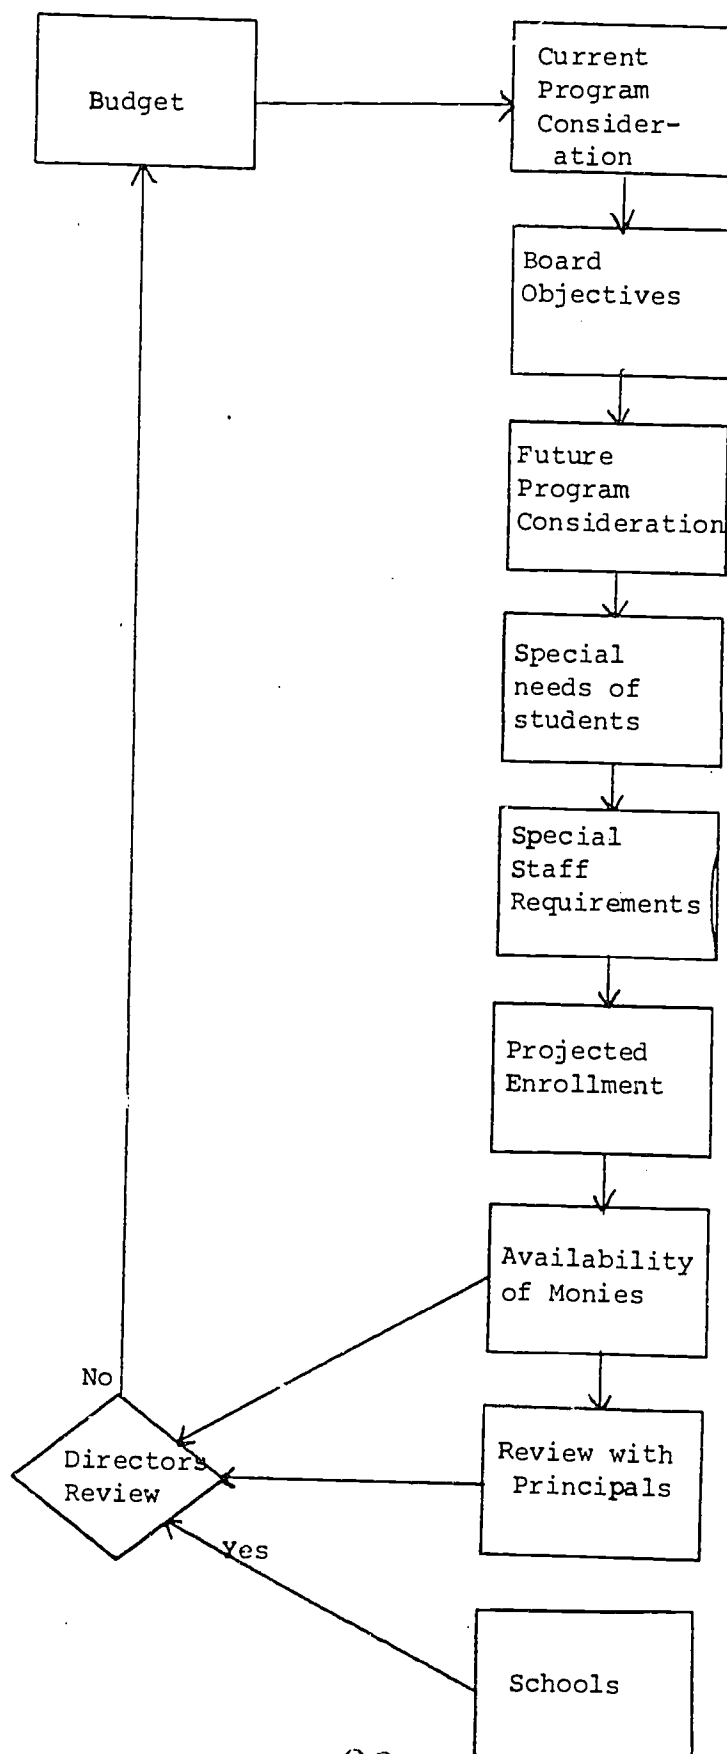 Budget
Current
Program
Consider-
ation
Board
Objectives
Future
Program
Consideration
Special
needs of
students
Special
Staff
Requirements
Projected
Enrollment
Availability
of Monies
No
Directors
Review
Review with
Principals
Yes
Schools